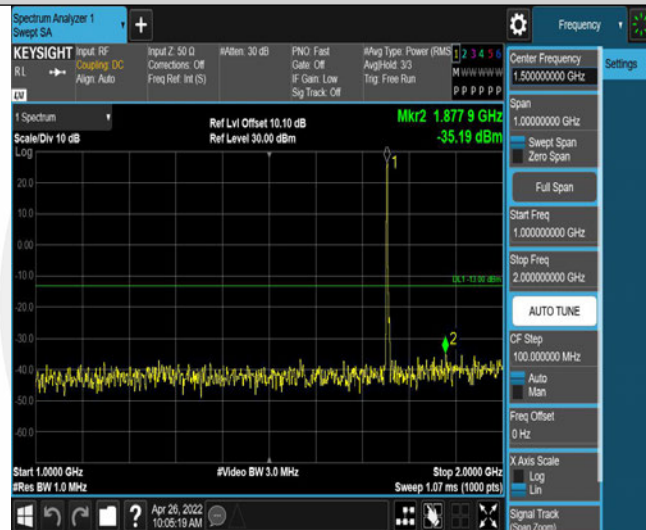 Spectrum Analyzer 1
Swept SA
+
Frequency
KEYSIGHT
RL
Input: RF
Coupling: DC
Align: Auto
Input Z: 50 Ω
Corrections: Off
Freq Ref: Int (S)
#Atten: 30 dB
PNO: Fast
Gate: Off
IF Gain: Low
Sig Track: Off
#Avg Type: Power (RMS
Avg|Hold: 3/3
Trig: Free Run
1 2 3 4 5 6
M W W W W W
P P P P P P
LXI
1 Spectrum
Scale/Div 10 dB
Log
Ref Lvl Offset 10.10 dB
Ref Level 30.00 dBm
Mkr2 1.877 9 GHz
-35.19 dBm
20.0
10.0
0.00
-10.0
-20.0
-30.0
-40.0
-50.0
-60.0
1
DL1 -13.00 dBm
2
Start 1.0000 GHz
#Res BW 1.0 MHz
#Video BW 3.0 MHz
Stop 2.0000 GHz
Sweep 1.07 ms (1000 pts)
?
Apr 26, 2022
10:05:19 AM
Center Frequency
1.500000000 GHz
Settings
Span
1.00000000 GHz
Swept Span
Zero Span
Full Span
Start Freq
1.000000000 GHz
Stop Freq
2.000000000 GHz
AUTO TUNE
CF Step
100.000000 MHz
Auto
Man
Freq Offset
0 Hz
X Axis Scale
Log
Lin
Signal Track
(Span Zoom)